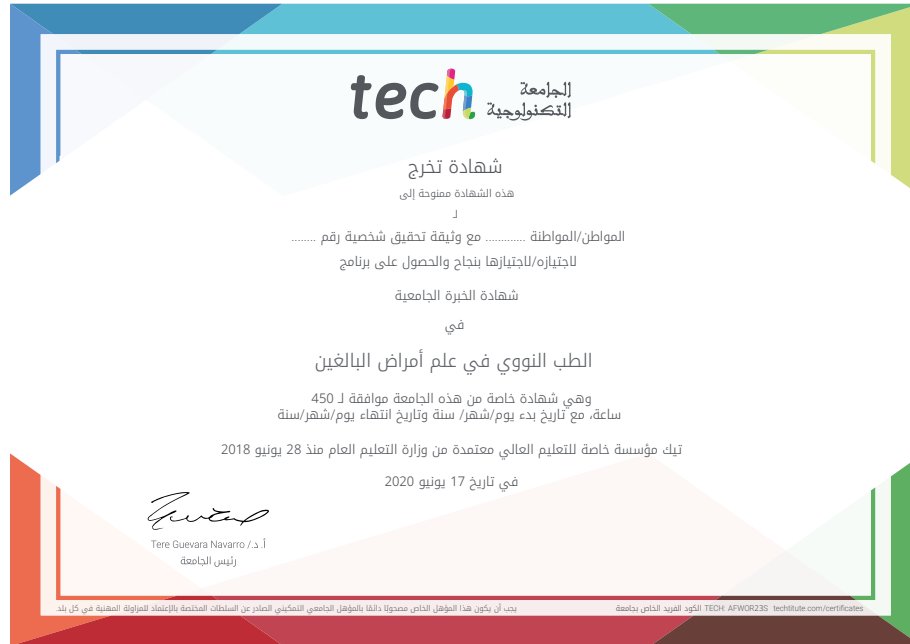 tech الجامعة
التكنولوجية
شهادة تخرج
هذه الشهادة ممنوحة إلى
لـ
المواطن/المواطنة ............ مع وثيقة تحقيق شخصية رقم ........
لاجتيازه/لاجتيازها بنجاح والحصول على برنامج
شهادة الخبرة الجامعية
في
الطب النووي في علم أمراض البالغين
وهي شهادة خاصة من هذه الجامعة موافقة لـ 450
ساعة، مع تاريخ بدء يوم/شهر/ سنة وتاريخ انتهاء يوم/شهر/سنة
تيك مؤسسة خاصة للتعليم العالي معتمدة من وزارة التعليم العام منذ 28 يونيو 2018
في تاريخ 17 يونيو 2020
أ. د./ Tere Guevara Navarro
رئيس الجامعة
يجب أن يكون هذا المؤهل الخاص مصحوبًا دائمًا بالمؤهل الجامعي التمكيني الصادر عن السلطات المختصة بالإعتماد للمزاولة المهنية في كل بلد.
الكود الفريد الخاص بجامعة TECH: AFWOR23S techtitute.com/certificates